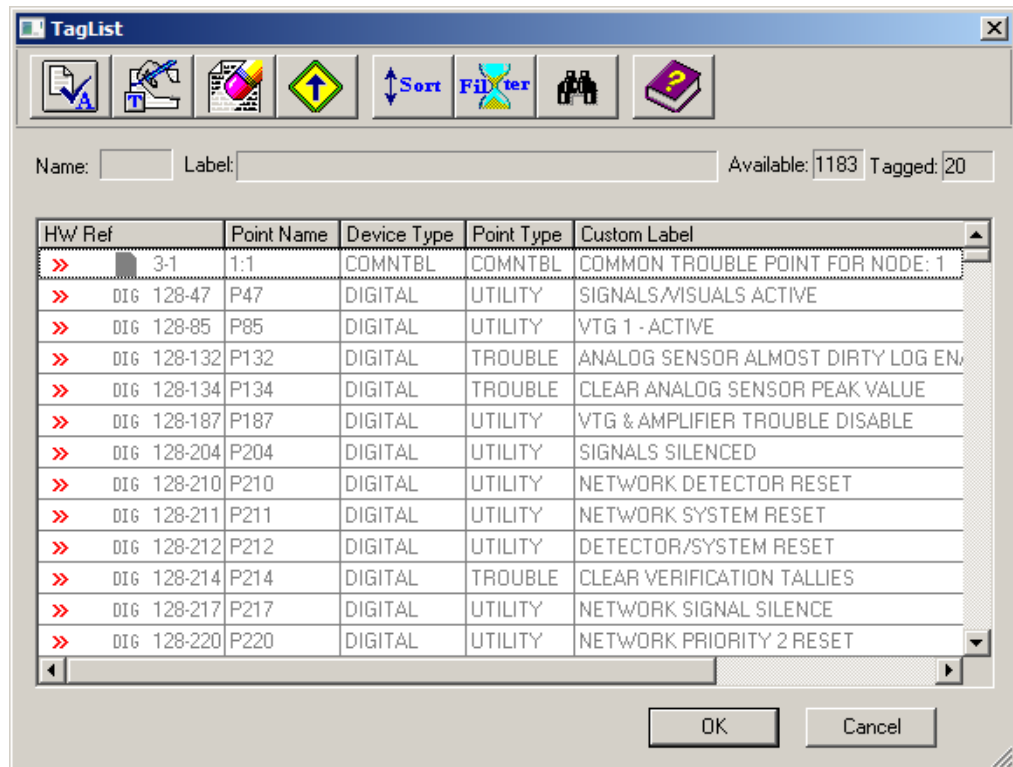 TagList
A T Sort Filter ?
Name: Label: Available: 1183 Tagged: 20
HW Ref Point Name Device Type Point Type Custom Label
» 3-1 1:1 COMNTBL COMNTBL COMMON TROUBLE POINT FOR NODE: 1
» DIG 128-47 P47 DIGITAL UTILITY SIGNALS/VISUALS ACTIVE
» DIG 128-85 P85 DIGITAL UTILITY VTG 1 - ACTIVE
» DIG 128-132 P132 DIGITAL TROUBLE ANALOG SENSOR ALMOST DIRTY LOG ENA
» DIG 128-134 P134 DIGITAL TROUBLE CLEAR ANALOG SENSOR PEAK VALUE
» DIG 128-187 P187 DIGITAL UTILITY VTG & AMPLIFIER TROUBLE DISABLE
» DIG 128-204 P204 DIGITAL UTILITY SIGNALS SILENCED
» DIG 128-210 P210 DIGITAL UTILITY NETWORK DETECTOR RESET
» DIG 128-211 P211 DIGITAL UTILITY NETWORK SYSTEM RESET
» DIG 128-212 P212 DIGITAL UTILITY DETECTOR/SYSTEM RESET
» DIG 128-214 P214 DIGITAL TROUBLE CLEAR VERIFICATION TALLIES
» DIG 128-217 P217 DIGITAL UTILITY NETWORK SIGNAL SILENCE
» DIG 128-220 P220 DIGITAL UTILITY NETWORK PRIORITY 2 RESET
OK Cancel